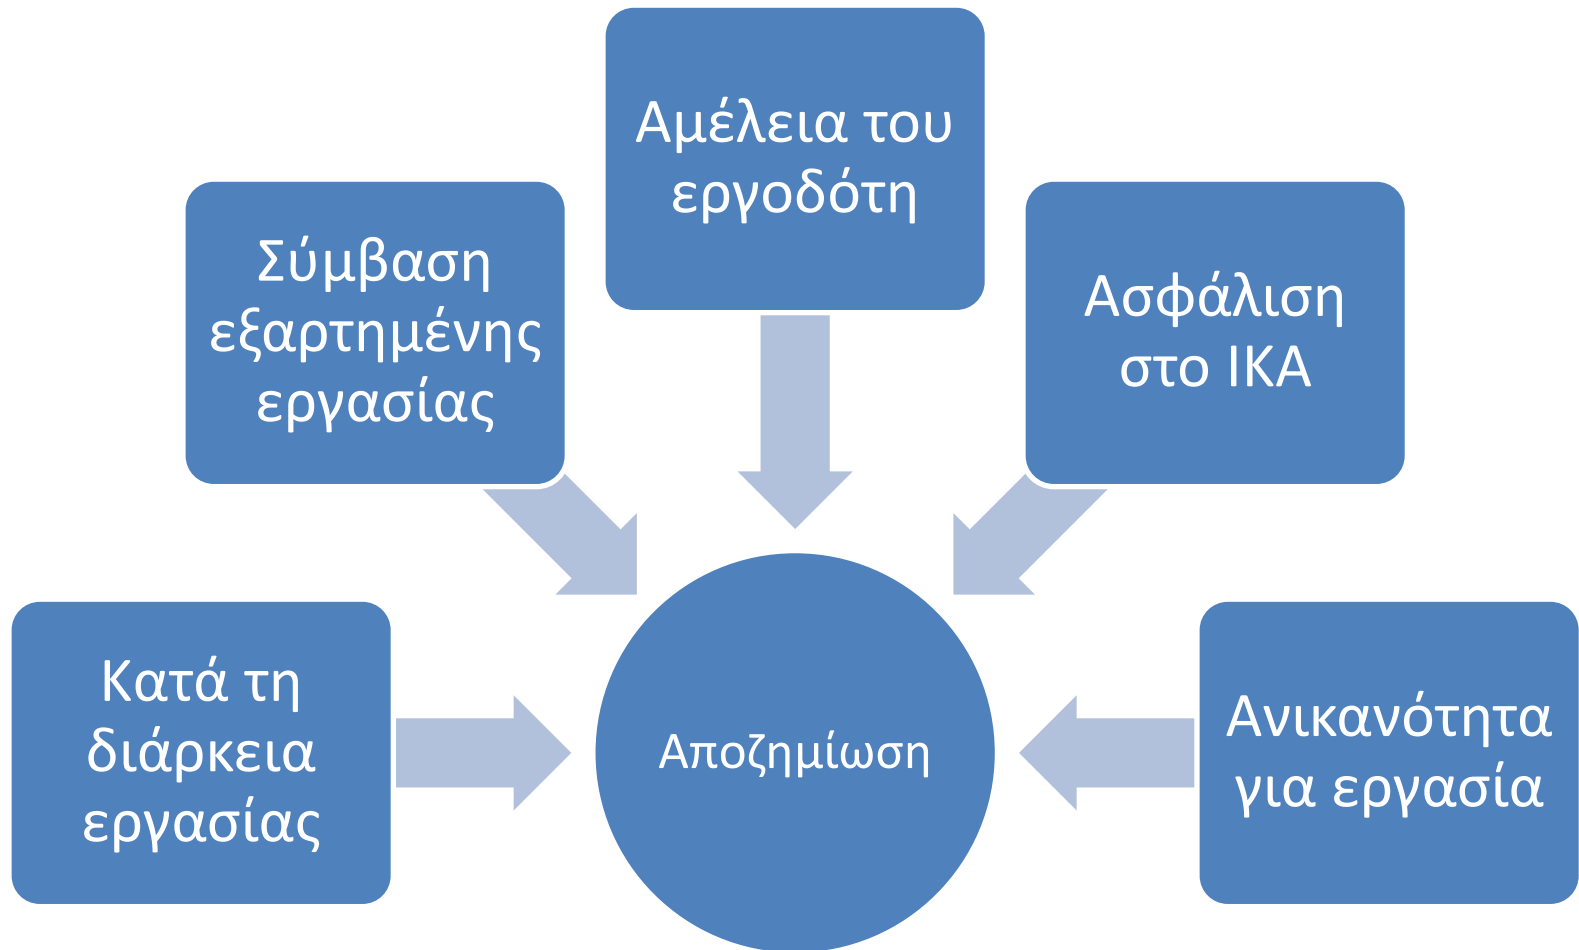 Αμέλεια του
εργοδότη
Σύμβαση
εξαρτημένης
εργασίας
Ασφάλιση
στο ΙΚΑ
Κατά τη
διάρκεια
εργασίας
Αποζημίωση
Ανικανότητα
για εργασία